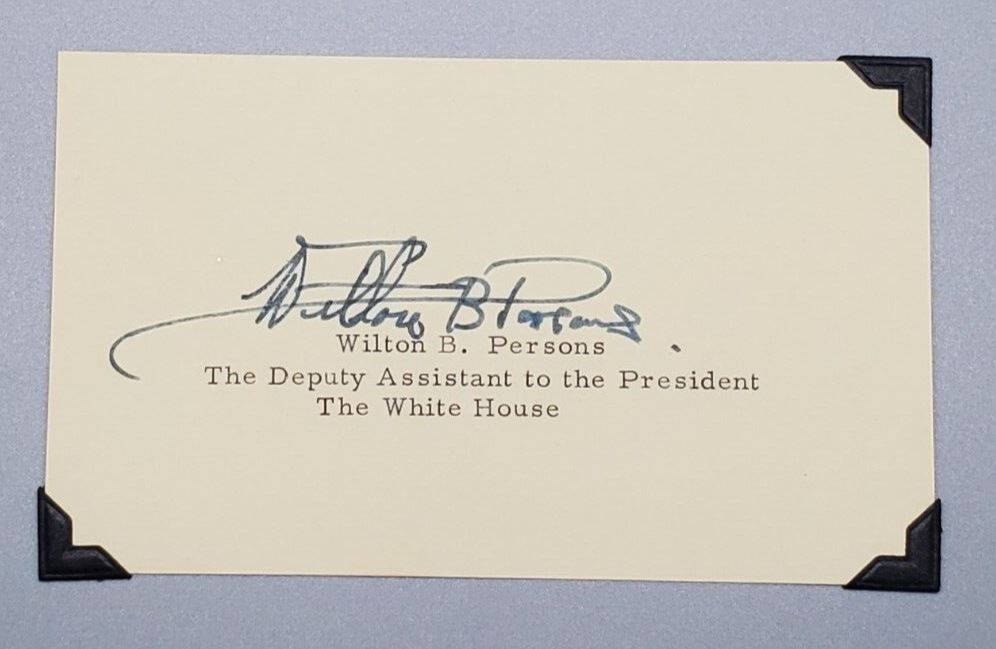 Wilton B Persons
Wilton B. Persons
The Deputy Assistant to the President
The White House